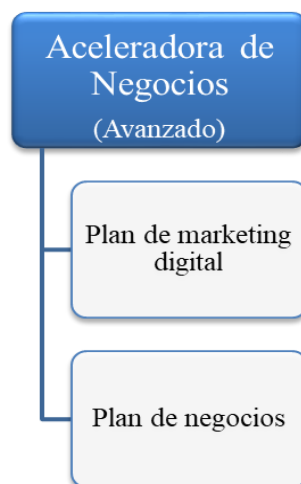 Aceleradora de
Negocios
(Avanzado)
Plan de marketing
digital
Plan de negocios